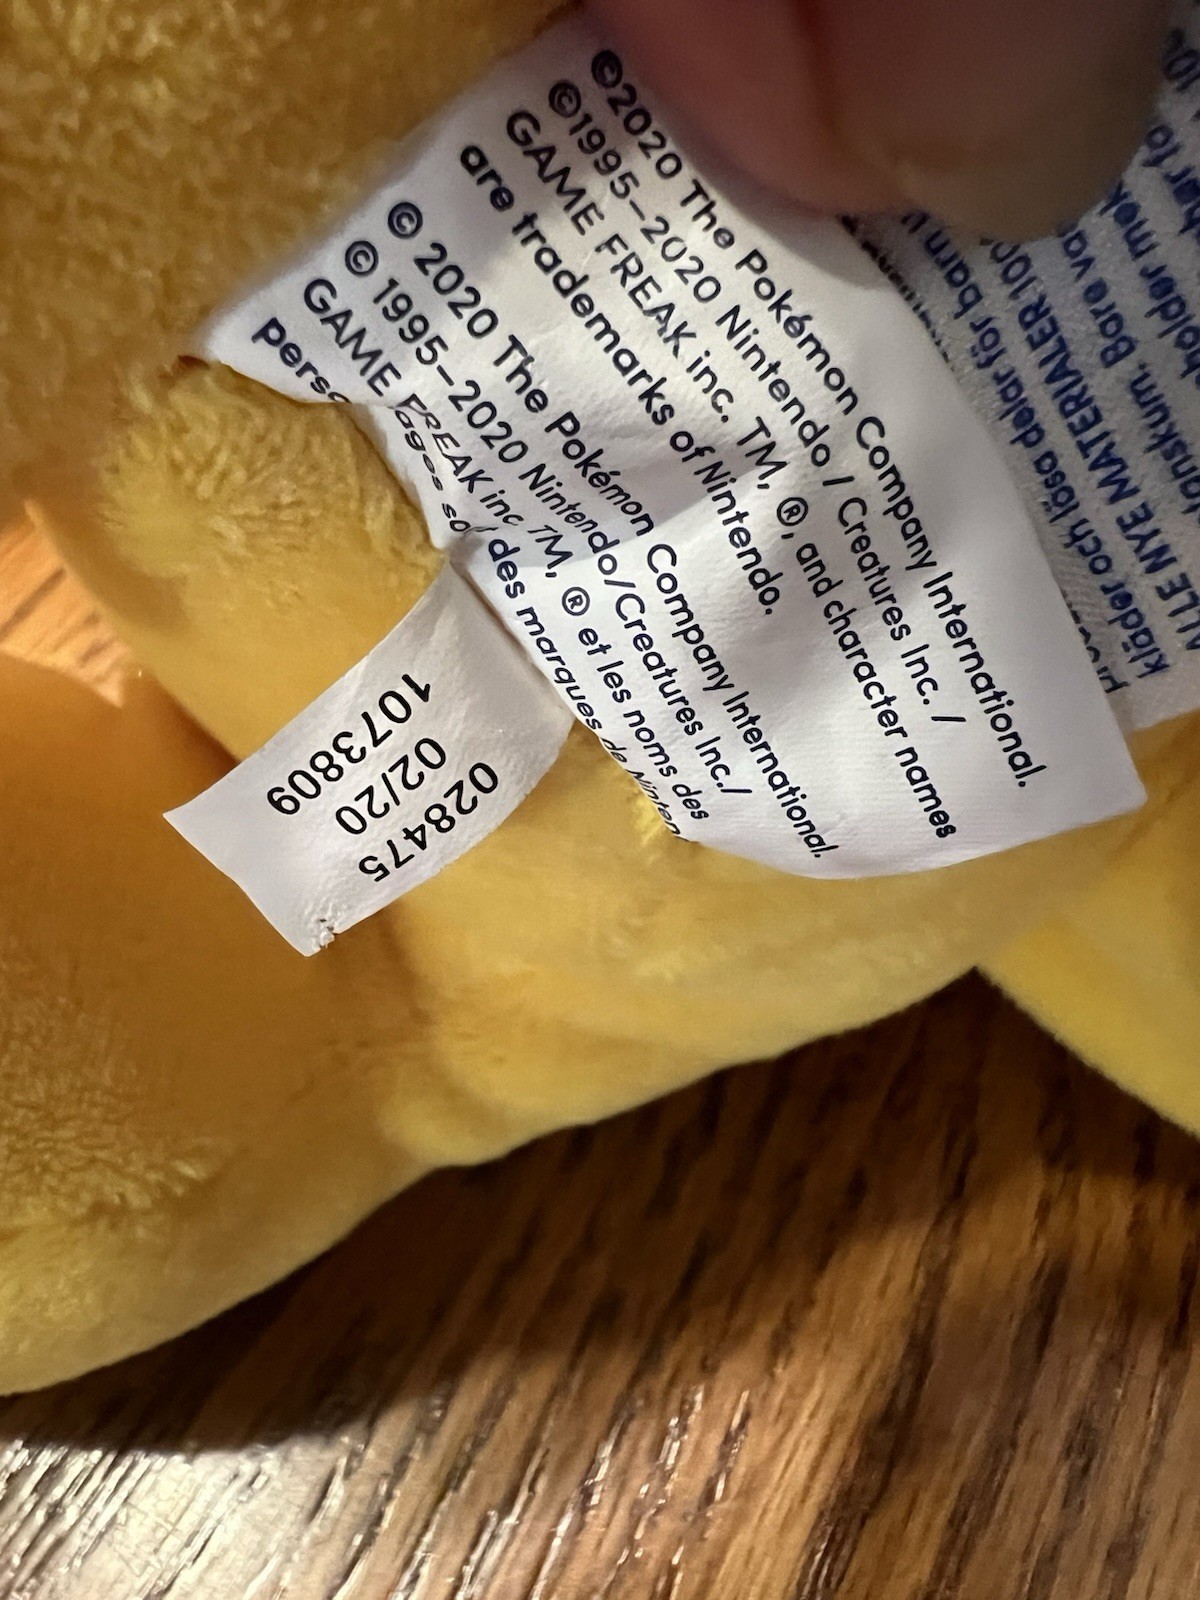 ©2020 The Pokémon Company International.
©1995–2020 Nintendo / Creatures Inc. /
GAME FREAK inc. TM, ®, and character names
are trademarks of Nintendo.
© 2020 The Pokémon Company International.
© 1995–2020 Nintendo/Creatures Inc./
GAME FREAK inc. TM, ® et les noms des
des marques de
028475
02/20
1073809
kläder och lösa delar för barn
ALLE NYE MATERIALER
Bare